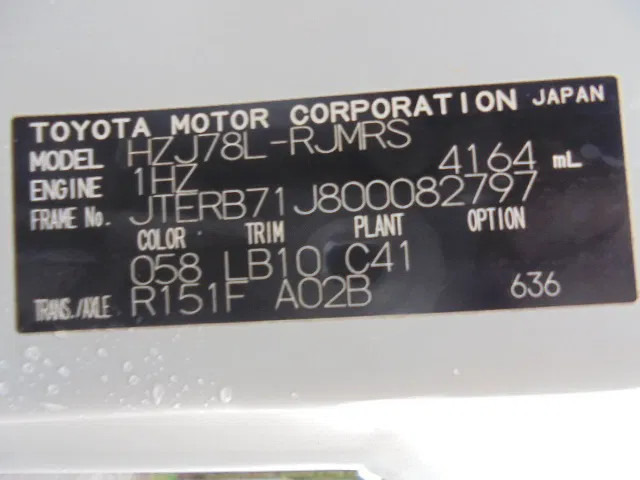 TOYOTA MOTOR CORPORATION JAPAN
MODEL HZJ78L-RJMRS
ENGINE 1HZ 4164 mL
FRAME No. JTERB71J800082797
COLOR TRIM PLANT OPTION
058 LB10 C41
TRANS./AXLE R151F A02B 636